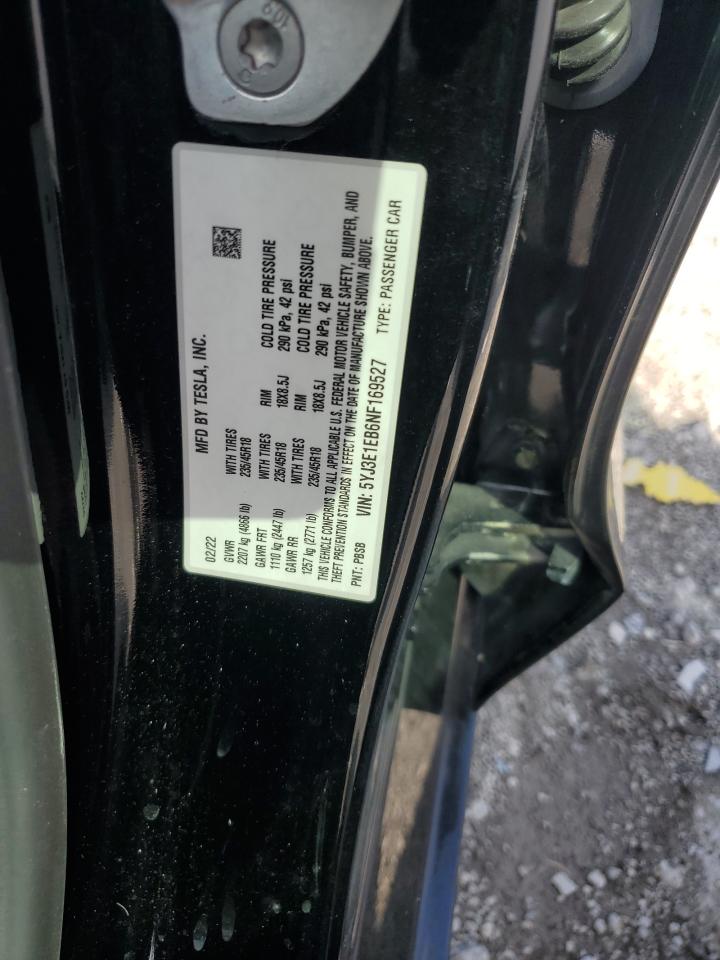 MFD BY TESLA, INC.
02/22
GVWR WITH TIRES RIM COLD TIRE PRESSURE
2207 kg (4866 lb) 235/45R18 18X8.5J 290 kPa, 42 psi
GAWR FRT WITH TIRES RIM COLD TIRE PRESSURE
1110 kg (2447 lb) 235/45R18 18X8.5J 290 kPa, 42 psi
GAWR RR WITH TIRES
1257 kg (2771 lb) 235/45R18
THIS VEHICLE CONFORMS TO ALL APPLICABLE U.S. FEDERAL MOTOR VEHICLE SAFETY, BUMPER, AND
THEFT PREVENTION STANDARDS IN EFFECT ON THE DATE OF MANUFACTURE SHOWN ABOVE.
PNT: PBSB VIN: 5YJ3E1EB6NF169527 TYPE: PASSENGER CAR
10.9